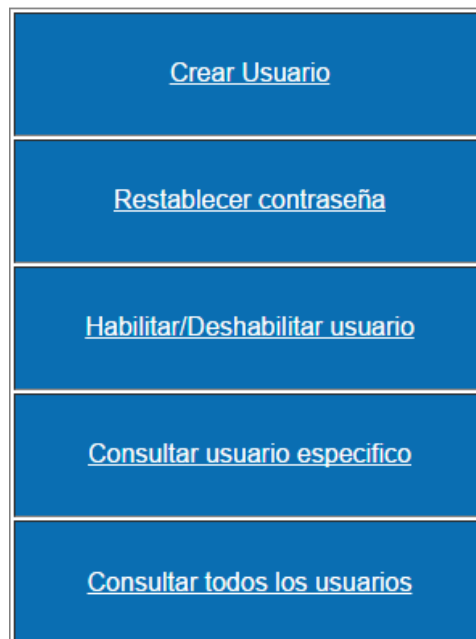 Crear Usuario
Restablecer contraseña
Habilitar/Deshabilitar usuario
Consultar usuario especifico
Consultar todos los usuarios